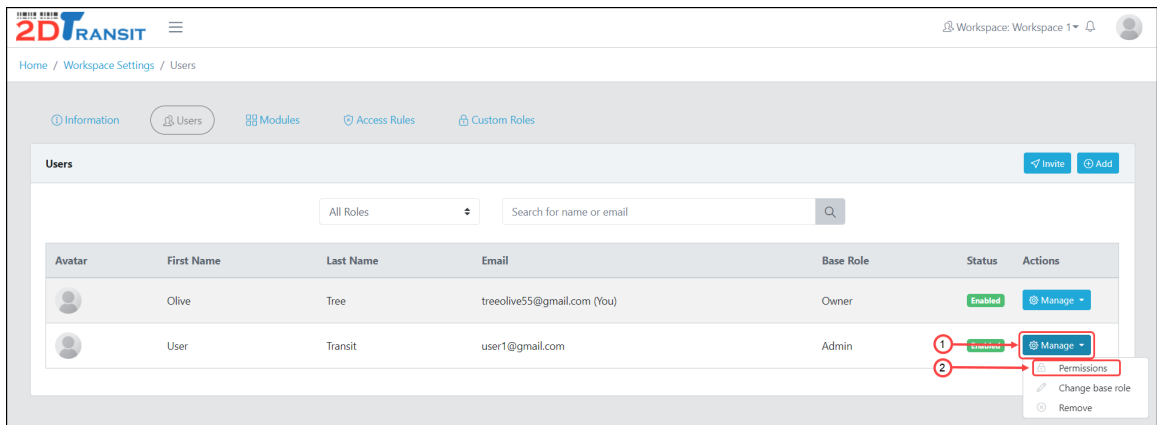 2DTRANSIT
Workspace: Workspace 1
Home / Workspace Settings / Users
Information Users Modules Access Rules Custom Roles
Users Invite Add
All Roles Search for name or email
Avatar First Name Last Name Email Base Role Status Actions
Olive Tree treeolive55@gmail.com (You) Owner Enabled Manage
User Transit user1@gmail.com Admin 1 Enabled Manage
2 Permissions
Change base role
Remove